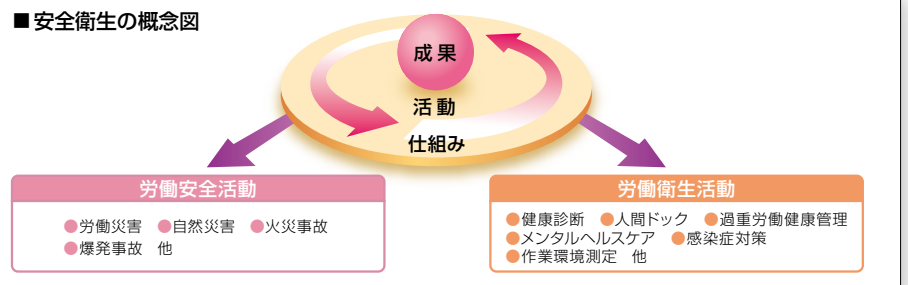 ■安全衛生の概念図
成果
活動
仕組み
労働安全活動
●労働災害 ●自然災害 ●火災事故
●爆発事故 他
労働衛生活動
●健康診断 ●人間ドック ●過重労働健康管理
●メンタルヘルスケア ●感染症対策
●作業環境測定 他